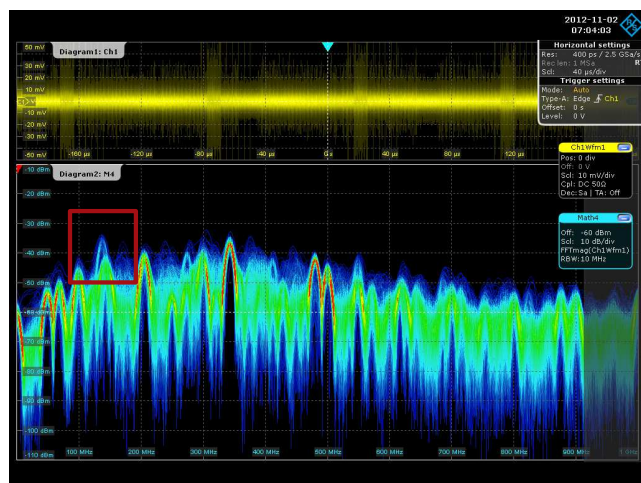 2012-11-02
07:04:03
Horizontal settings
Res: 400 ps / 2.5 GSa/s
Rec len: 1 MSa R
Scl: 40 µs/div
Trigger settings
Mode: Auto
Type-A: Edge Ch1
Offset: 0 s
Level: 0 V
Diagram1: Ch1
50 mV
30 mV
20 mV
10 mV
-10 mV
-20 mV
-30 mV
-50 mV
-160 µs
-120 µs
-80 µs
-40 µs
0 s
40 µs
80 µs
120 µs
Ch1Wfm1
Pos: 0 div
Off: 0 V
Scl: 10 mV/div
Cpl: DC 50Ω
Dec: Sa | TA: Off
Diagram2: M4
-10 dBm
-20 dBm
-30 dBm
-40 dBm
-50 dBm
-60 dBm
-70 dBm
-80 dBm
-100 dBm
-110 dBm
Math4
Off: -60 dBm
Scl: 10 dB/div
FFTmag(Ch1Wfm1)
RBW: 10 MHz
100 MHz
200 MHz
300 MHz
400 MHz
500 MHz
600 MHz
700 MHz
800 MHz